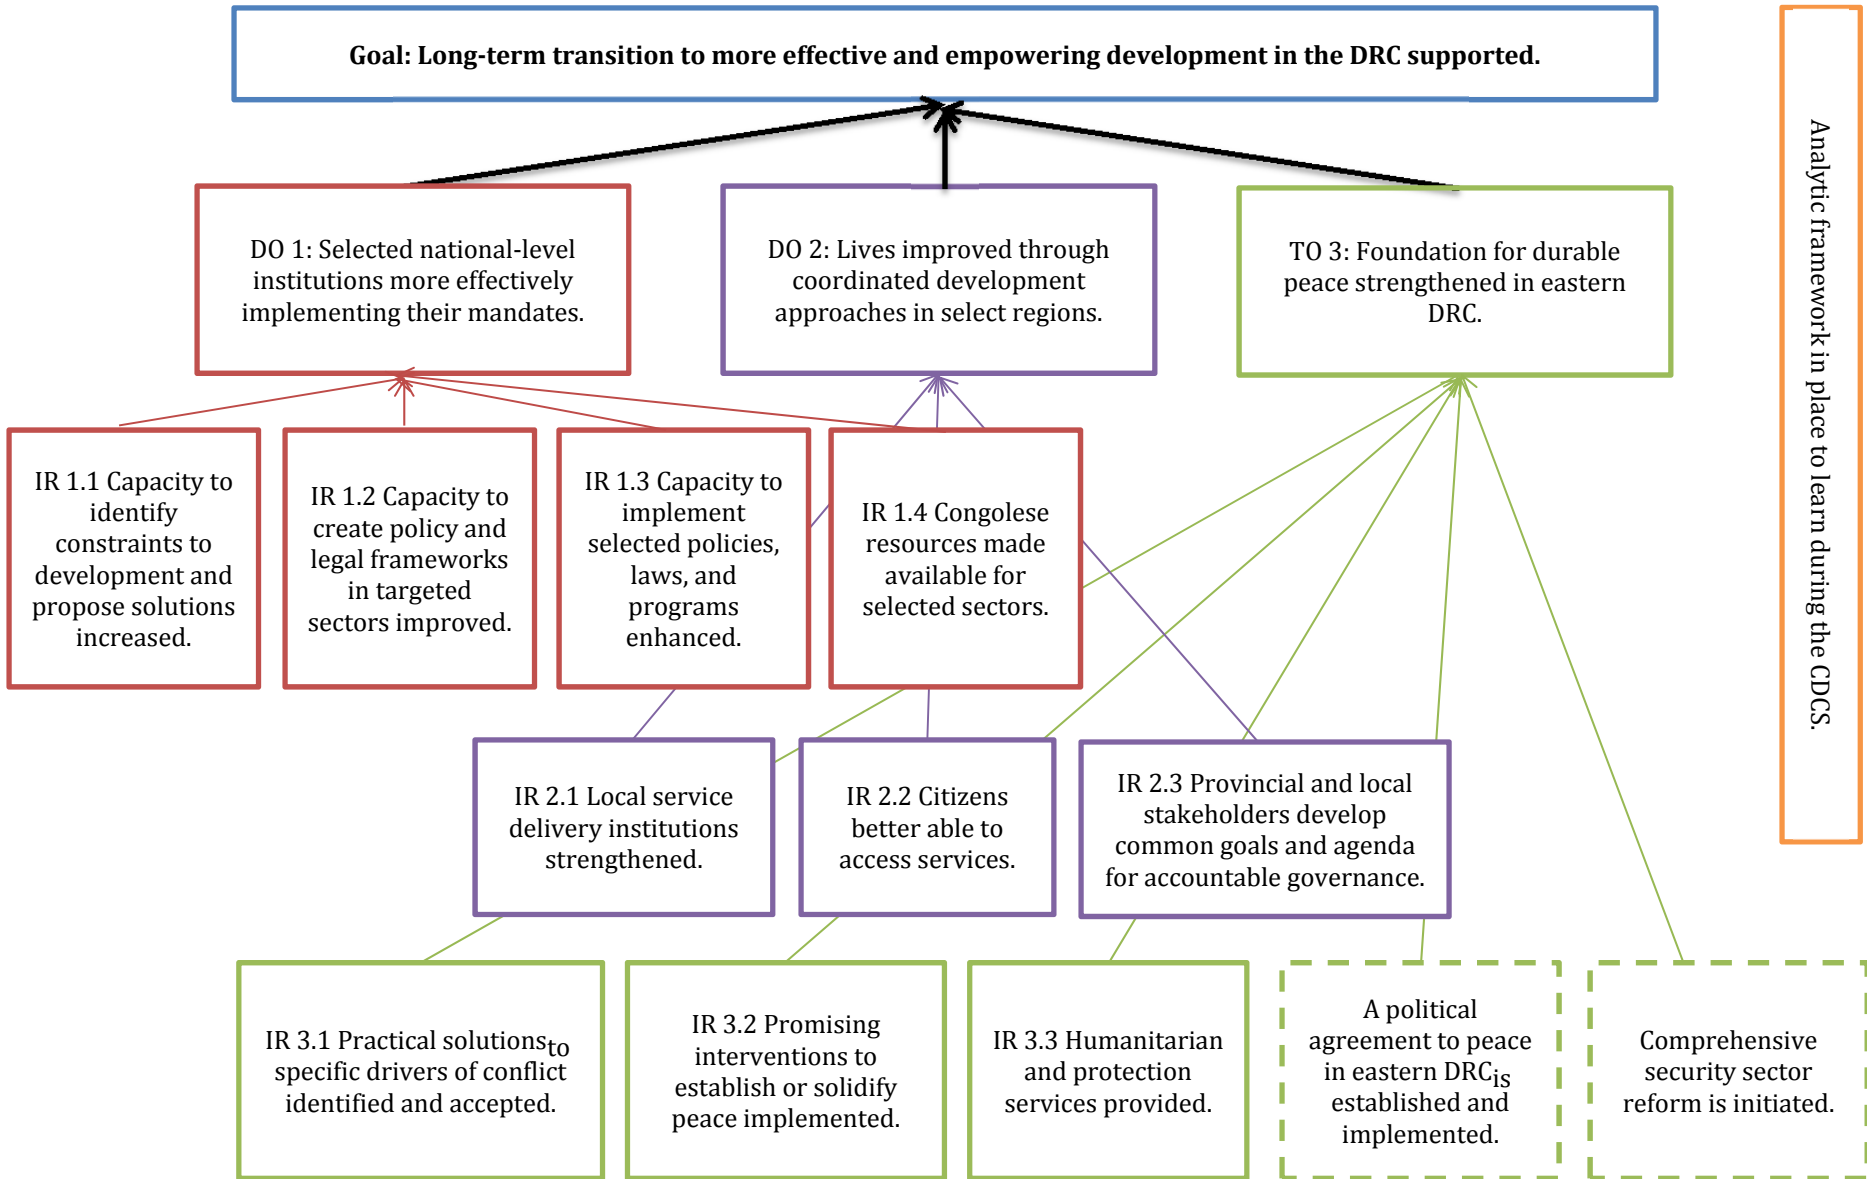 Goal: Long-term transition to more effective and empowering development in the DRC supported.
DO 1: Selected national-level
institutions more effectively
implementing their mandates.
DO 2: Lives improved through
coordinated development
approaches in select regions.
TO 3: Foundation for durable
peace strengthened in eastern
DRC.
Analytic framework in place to learn during the CDCS.
IR 1.1 Capacity to
identify
constraints to
development and
propose solutions
increased.
IR 1.2 Capacity to
create policy and
legal frameworks
in targeted
sectors improved.
IR 1.3 Capacity to
implement
selected policies,
laws, and
programs
enhanced.
IR 1.4 Congolese
resources made
available for
selected sectors.
IR 2.1 Local service
delivery institutions
strengthened.
IR 2.2 Citizens
better able to
access services.
IR 2.3 Provincial and local
stakeholders develop
common goals and agenda
for accountable governance.
IR 3.1 Practical solutions to
specific drivers of conflict
identified and accepted.
IR 3.2 Promising
interventions to
establish or solidify
peace implemented.
IR 3.3 Humanitarian
and protection
services provided.
A political
agreement to peace
in eastern DRC is
established and
implemented.
Comprehensive
security sector
reform is initiated.